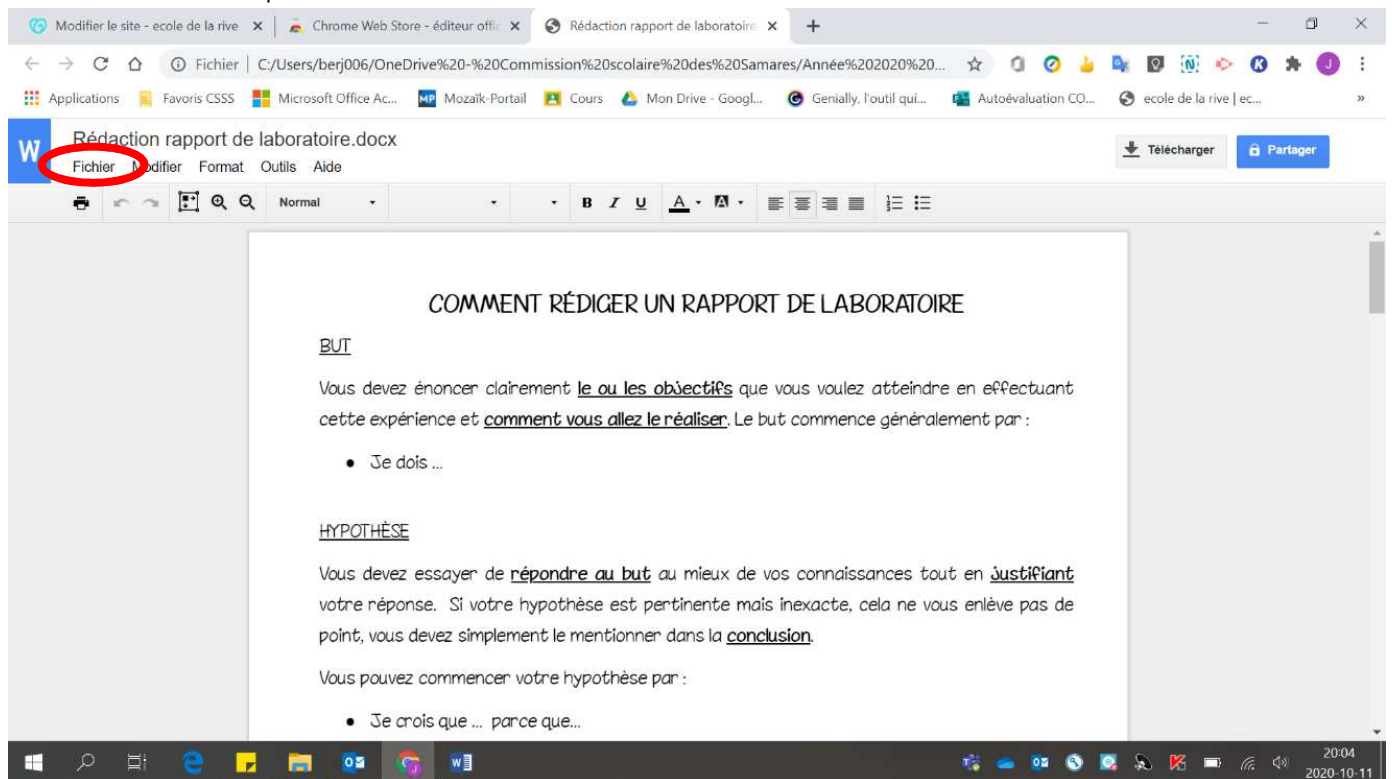 Modifier le site - ecole de la rive
Chrome Web Store - éditeur offic
Rédaction rapport de laboratoire
Fichier
C:/Users/berj006/OneDrive%20-%20Commission%20scolaire%20des%20Samares/Année%202020%20...
Applications
Favoris CSSS
Microsoft Office Ac...
Mozaïk-Portail
Cours
Mon Drive - Googl...
Genially, l'outil qui...
Autoévaluation CO...
ecole de la rive | ec...
»
Rédaction rapport de laboratoire.docx
Télécharger
Partager
Fichier Modifier Format Outils Aide
Normal
B I U A
COMMENT RÉDIGER UN RAPPORT DE LABORATOIRE
BUT
Vous devez énoncer clairement le ou les objectifs que vous voulez atteindre en effectuant
cette expérience et comment vous allez le réaliser. Le but commence généralement par :
• Je dois ...
HYPOTHÈSE
Vous devez essayer de répondre au but au mieux de vos connaissances tout en justifiant
votre réponse. Si votre hypothèse est pertinente mais inexacte, cela ne vous enlève pas de
point, vous devez simplement le mentionner dans la conclusion.
Vous pouvez commencer votre hypothèse par :
• Je crois que ... parce que...
20:04
2020-10-11